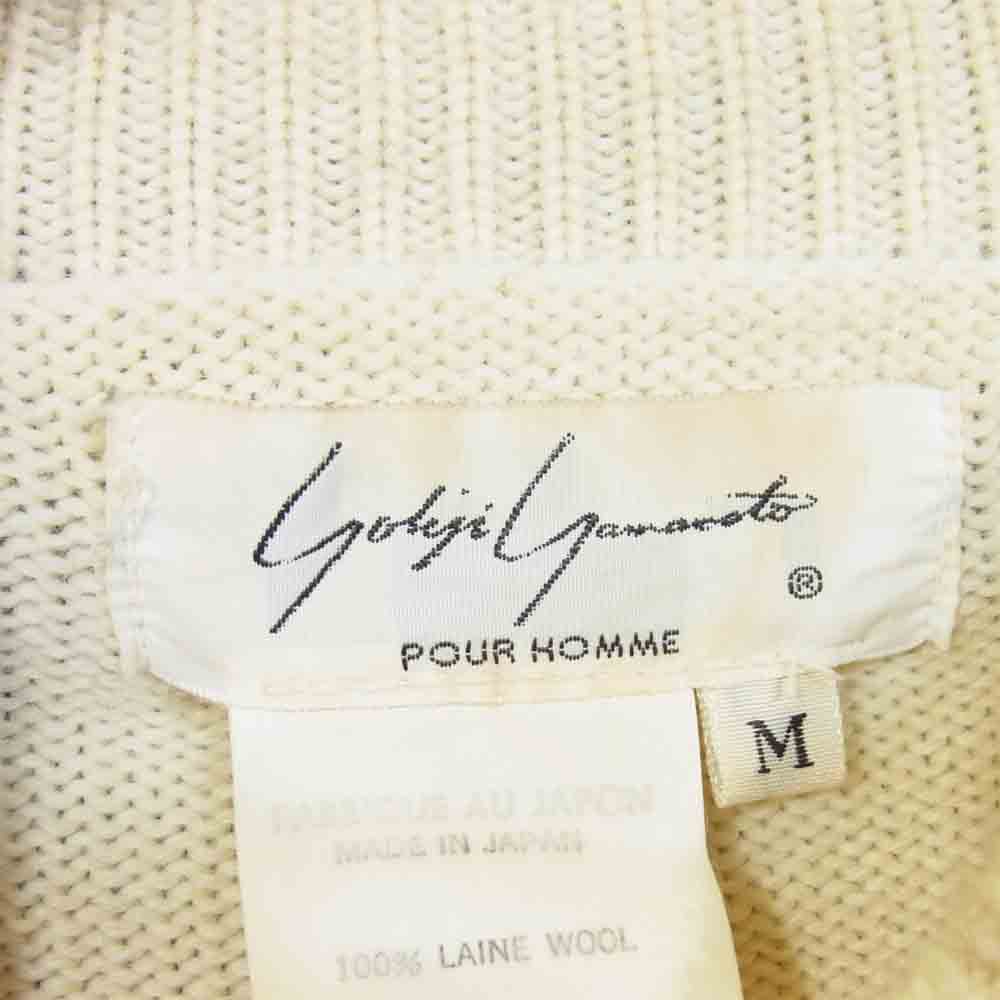 Yohji Yamamoto
®
POUR HOMME
M
FABRIQUE AU JAPON
MADE IN JAPAN
100% LAINE WOOL